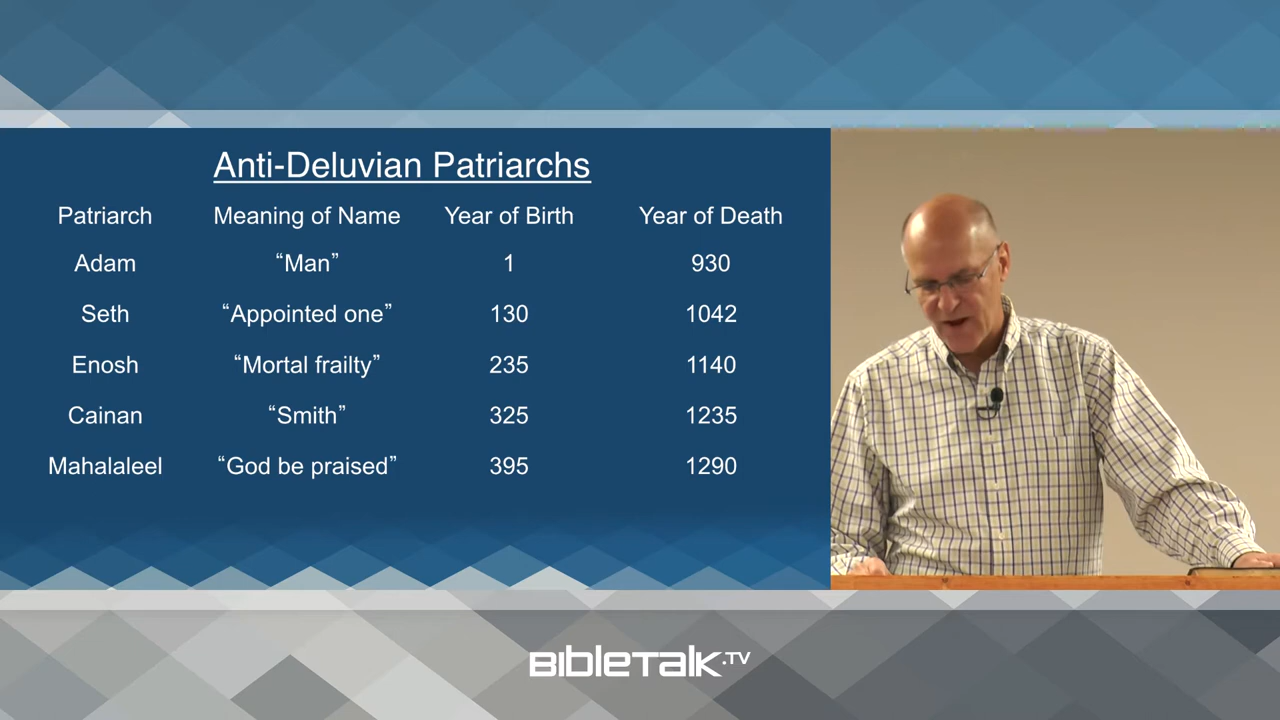 Anti-Deluvian Patriarchs
Patriarch Meaning of Name Year of Birth Year of Death
Adam “Man” 1 930
Seth “Appointed one” 130 1042
Enosh “Mortal frailty” 235 1140
Cainan “Smith” 325 1235
Mahalaleel “God be praised” 395 1290
BIBLETALK.TV